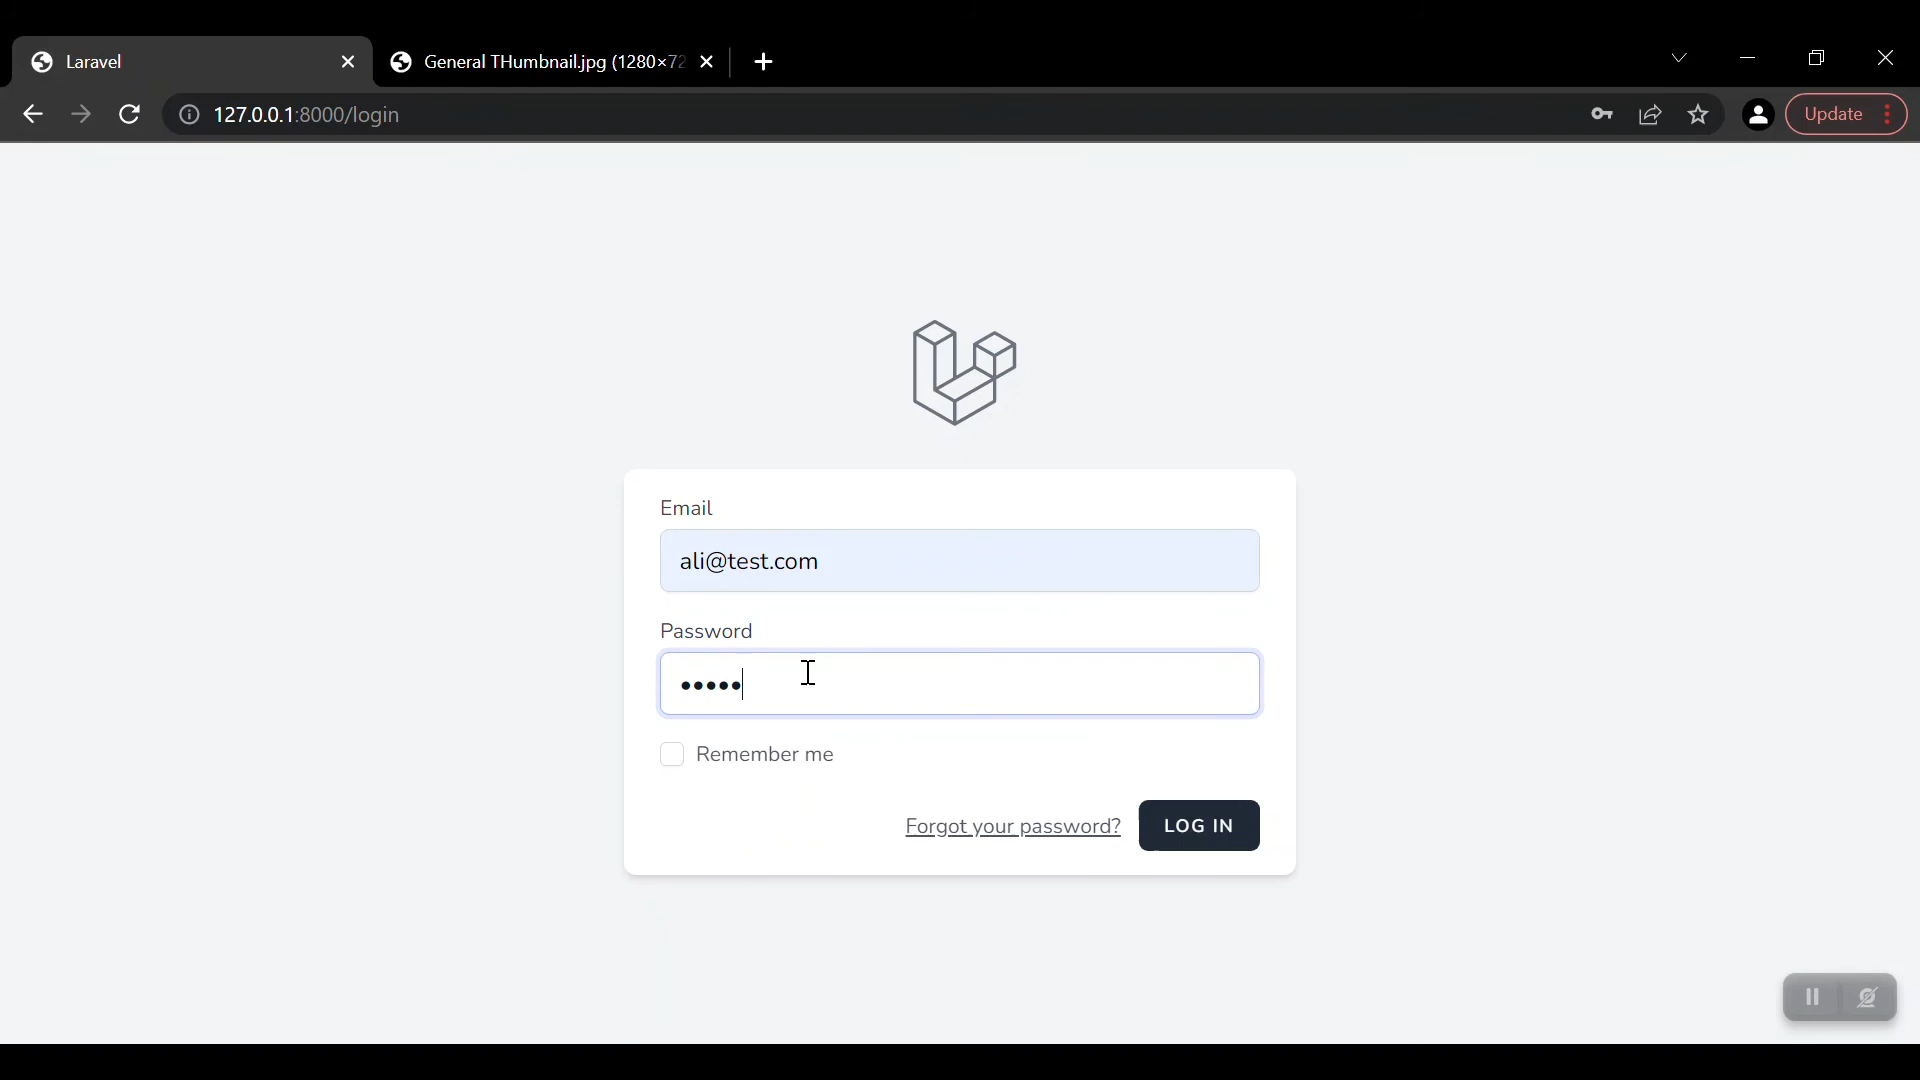 Laravel
General THumbnail.jpg (1280×72
127.0.0.1:8000/login
Update
Email
ali@test.com
Password
•••••
Remember me
Forgot your password?
LOG IN